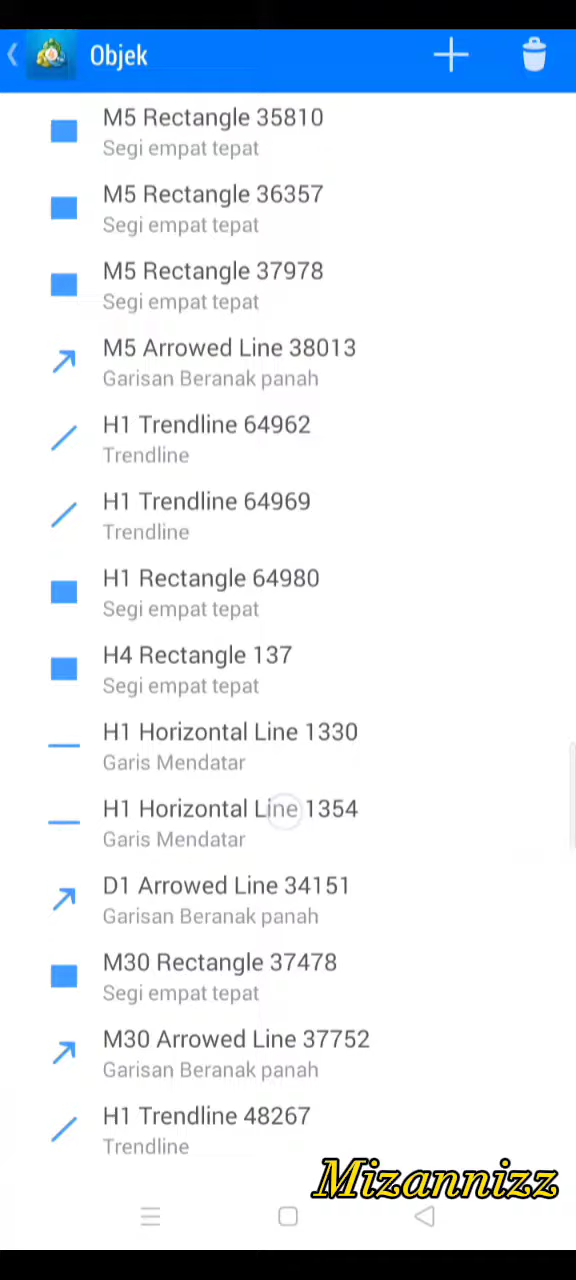 Objek
M5 Rectangle 35810
Segi empat tepat
M5 Rectangle 36357
Segi empat tepat
M5 Rectangle 37978
Segi empat tepat
M5 Arrowed Line 38013
Garisan Beranak panah
H1 Trendline 64962
Trendline
H1 Trendline 64969
Trendline
H1 Rectangle 64980
Segi empat tepat
H4 Rectangle 137
Segi empat tepat
H1 Horizontal Line 1330
Garis Mendatar
H1 Horizontal Line 1354
Garis Mendatar
D1 Arrowed Line 34151
Garisan Beranak panah
M30 Rectangle 37478
Segi empat tepat
M30 Arrowed Line 37752
Garisan Beranak panah
H1 Trendline 48267
Trendline
Mizannizz